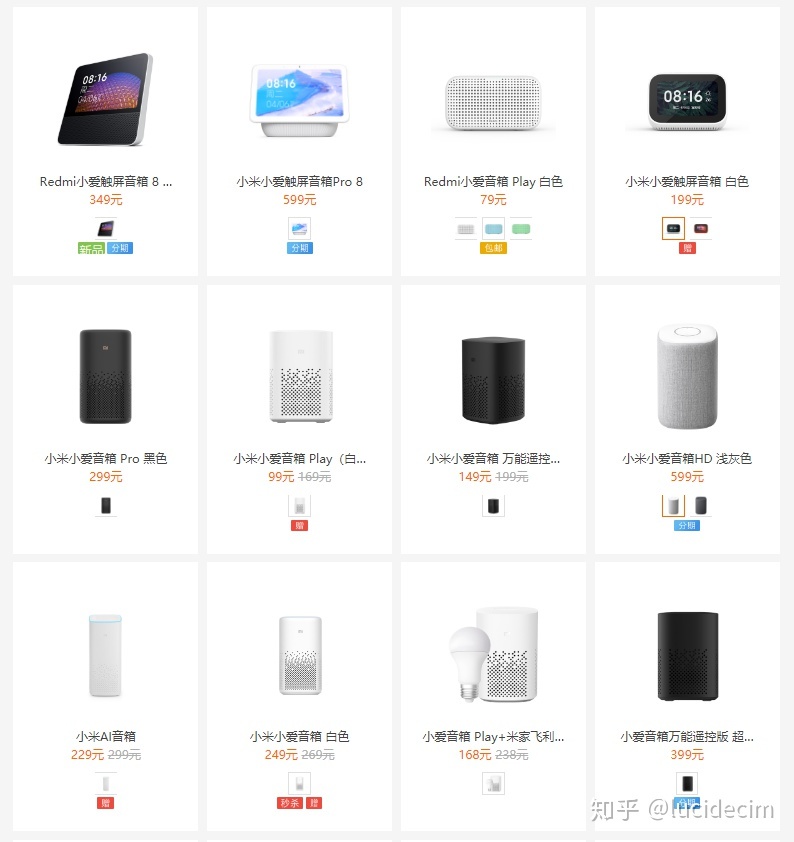 08:16
周二
04/06
08:16
周二
04/06
08:16
Redmi小爱触屏音箱 8 ...
小米小爱触屏音箱Pro 8
Redmi小爱音箱 Play 白色
小米小爱触屏音箱 白色
349元
599元
79元
199元
新品 分期
分期
包邮
赠
小米小爱音箱 Pro 黑色
小米小爱音箱 Play（白...
小米小爱音箱 万能遥控...
小米小爱音箱HD 浅灰色
299元
99元 169元
149元 199元
599元
赠
分期
小米AI音箱
小米小爱音箱 白色
小爱音箱 Play+米家飞利...
小爱音箱万能遥控版 超...
229元 299元
249元 269元
168元 238元
399元
赠
秒杀 赠
分期
知乎 @lucidecim